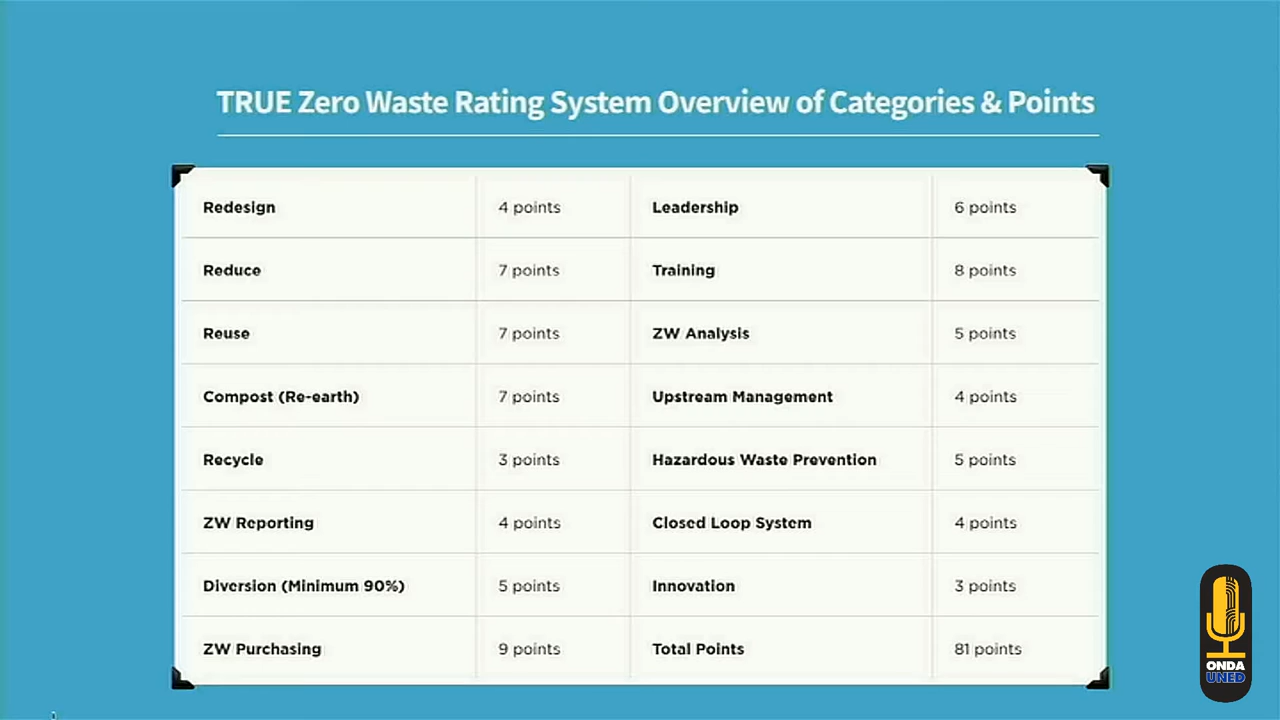 TRUE Zero Waste Rating System Overview of Categories & Points
Redesign 4 points Leadership 6 points
Reduce 7 points Training 8 points
Reuse 7 points ZW Analysis 5 points
Compost (Re-earth) 7 points Upstream Management 4 points
Recycle 3 points Hazardous Waste Prevention 5 points
ZW Reporting 4 points Closed Loop System 4 points
Diversion (Minimum 90%) 5 points Innovation 3 points
ZW Purchasing 9 points Total Points 81 points
ONDA
UNED